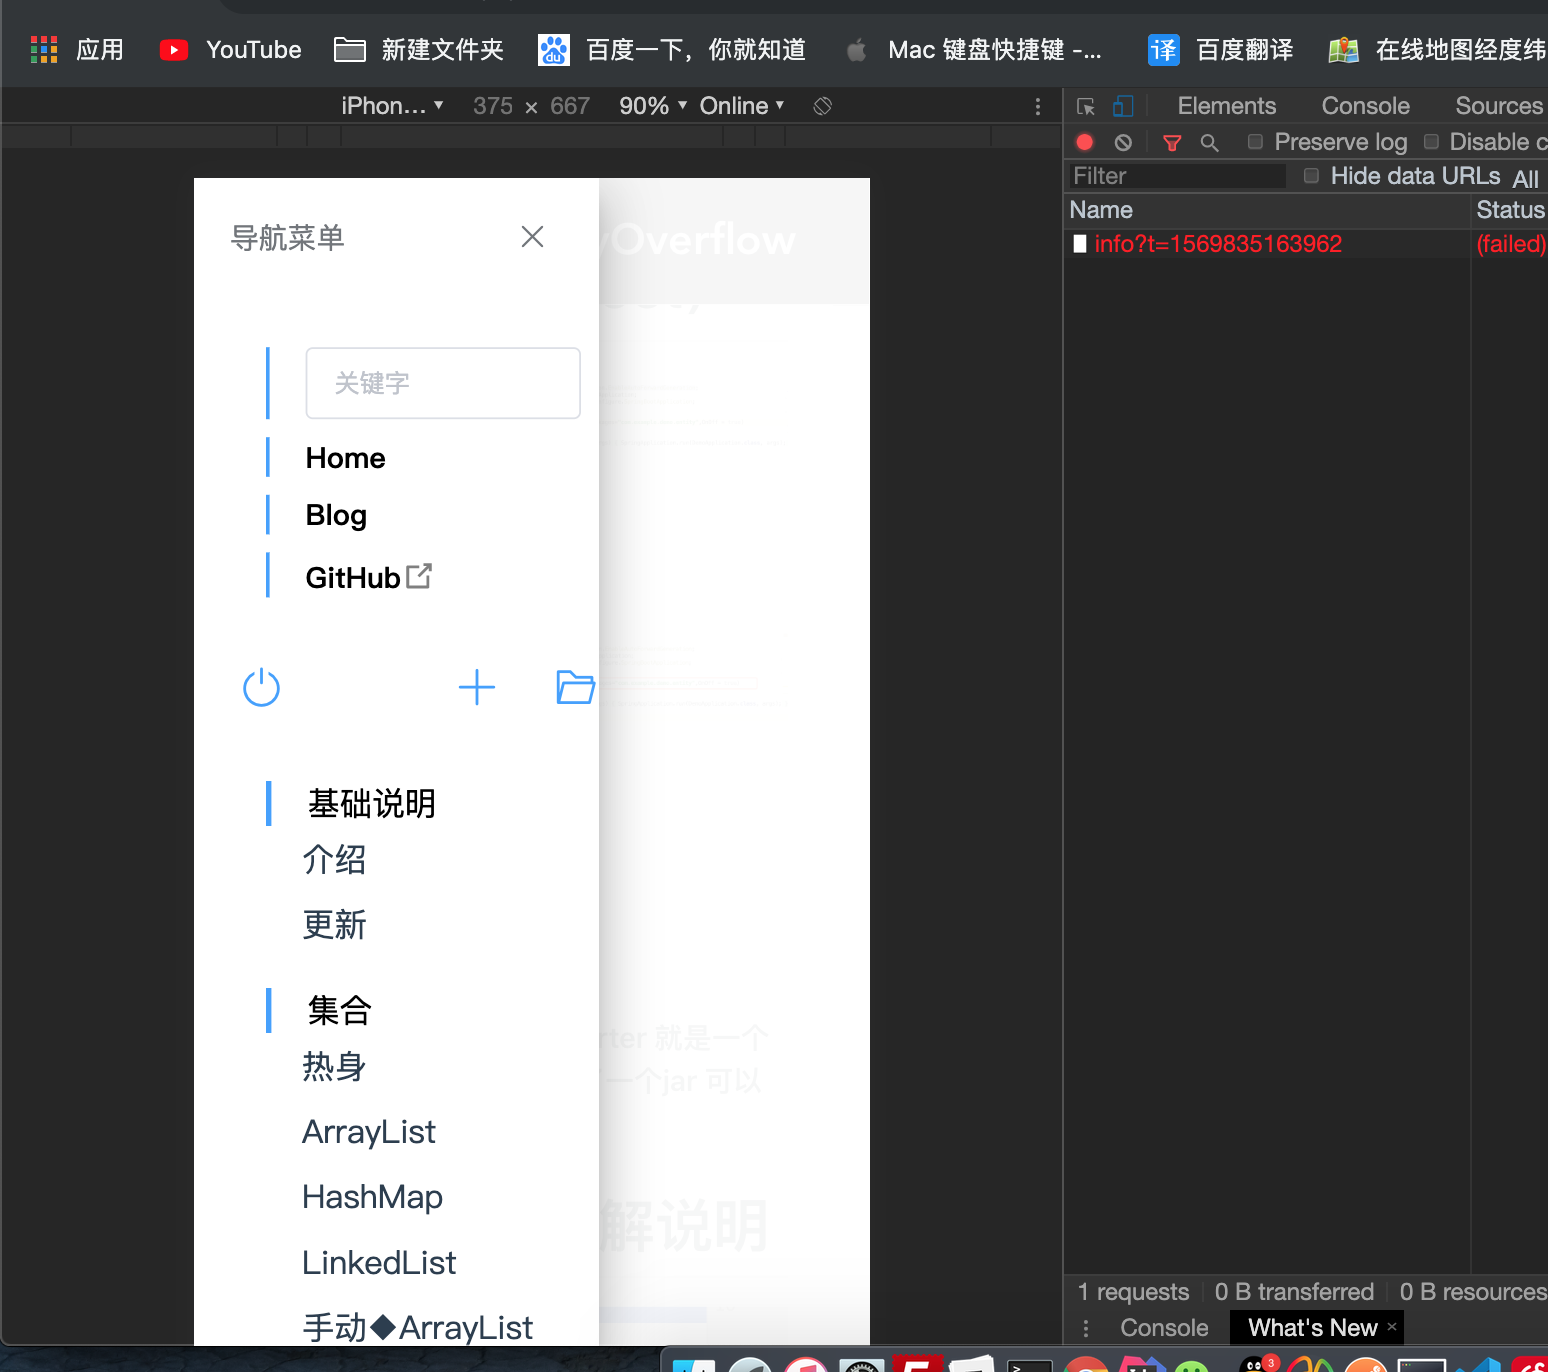 应用 YouTube 新建文件夹 百度一下，你就知道 Mac 键盘快捷键 -... 译 百度翻译 在线地图经度纬
iPhon... ▼ 375 × 667 90% ▼ Online ▼
Elements Console Sources
Preserve log Disable c
Filter Hide data URLs All
Name Status
info?t=1569835163962 (failed)
导航菜单
yOverflow
关键字
Home
Blog
GitHub
基础说明
介绍
更新
集合
热身
ArrayList
HashMap
LinkedList
手动◆ArrayList
rter 就是一个
一个jar 可以
解说明
1 requests 0 B transferred 0 B resources
Console What's New ×
3